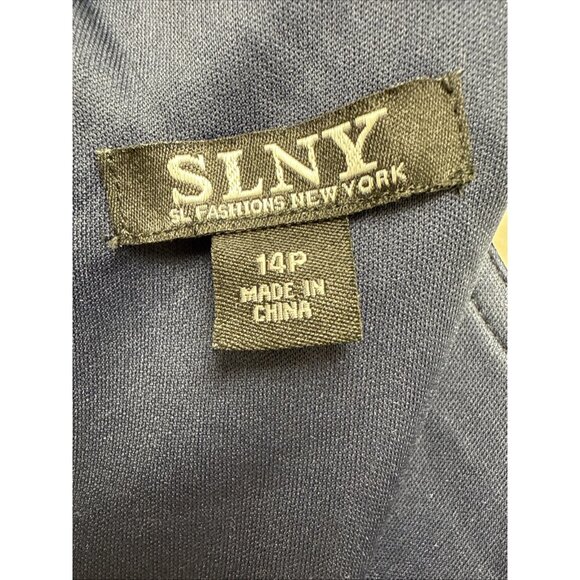 SLNY
SL FASHIONS NEW YORK
14P
MADE IN
CHINA